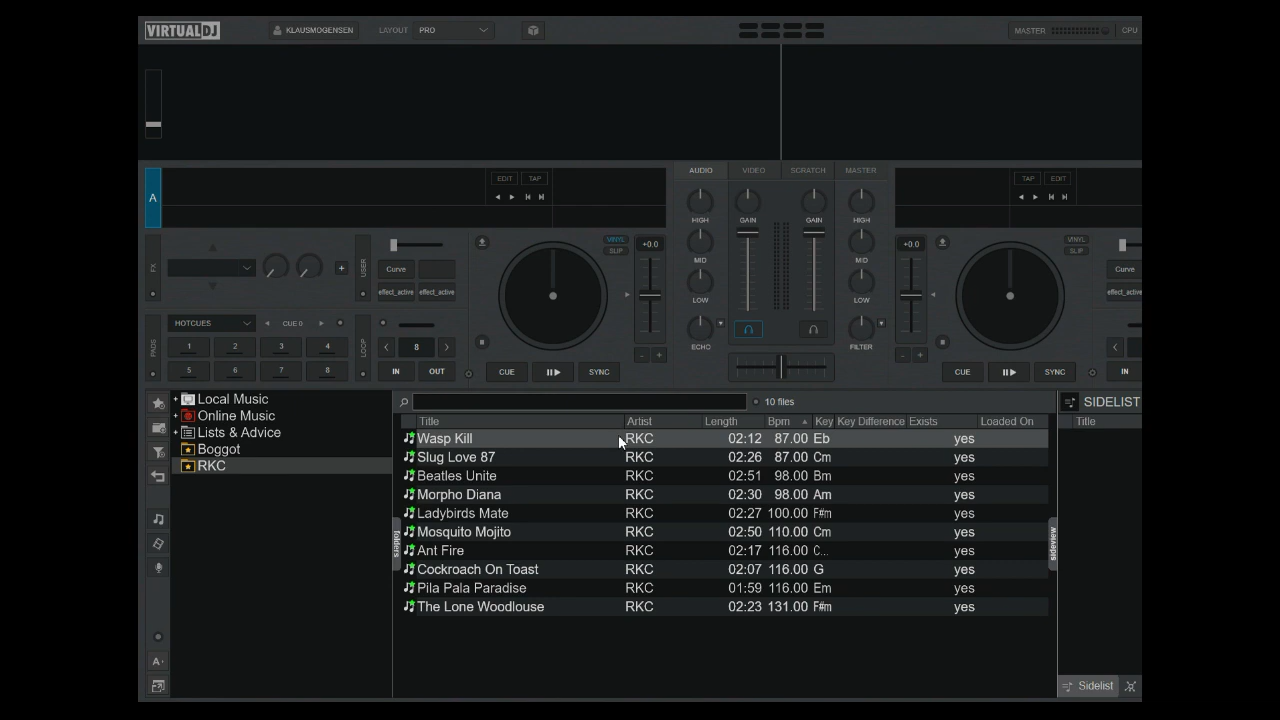 VIRTUAL DJ KLAUSMOGENSEN LAYOUT PRO MASTER CPU
A EDIT TAP AUDIO VIDEO SCRATCH MASTER TAP EDIT
HIGH GAIN GAIN HIGH
VINYL +0.0 +0.0 VINYL
SLIP SLIP
FX USER Curve MID MID Curve
effect_active effect_active LOW LOW effect_active
HOTCUES CUE 0
PADS 1 2 3 4 LOOP 8 ECHO FILTER
5 6 7 8 IN OUT CUE SYNC - + - + CUE SYNC IN
Local Music
Online Music
Lists & Advice
Boggot
RKC
10 files
Title Artist Length Bpm Key Key Difference Exists Loaded On
Wasp Kill RKC 02:12 87.00 Eb yes
Slug Love 87 RKC 02:26 87.00 Cm yes
Beatles Unite RKC 02:51 98.00 Bm yes
Morpho Diana RKC 02:30 98.00 Am yes
Ladybirds Mate RKC 02:27 100.00 F#m yes
Mosquito Mojito RKC 02:50 110.00 Cm yes
Ant Fire RKC 02:17 116.00 C... yes
Cockroach On Toast RKC 02:07 116.00 G yes
Pila Pala Paradise RKC 01:59 116.00 Em yes
The Lone Woodlouse RKC 02:23 131.00 F#m yes
folders
sideview
SIDELIST
Title
A
Sidelist